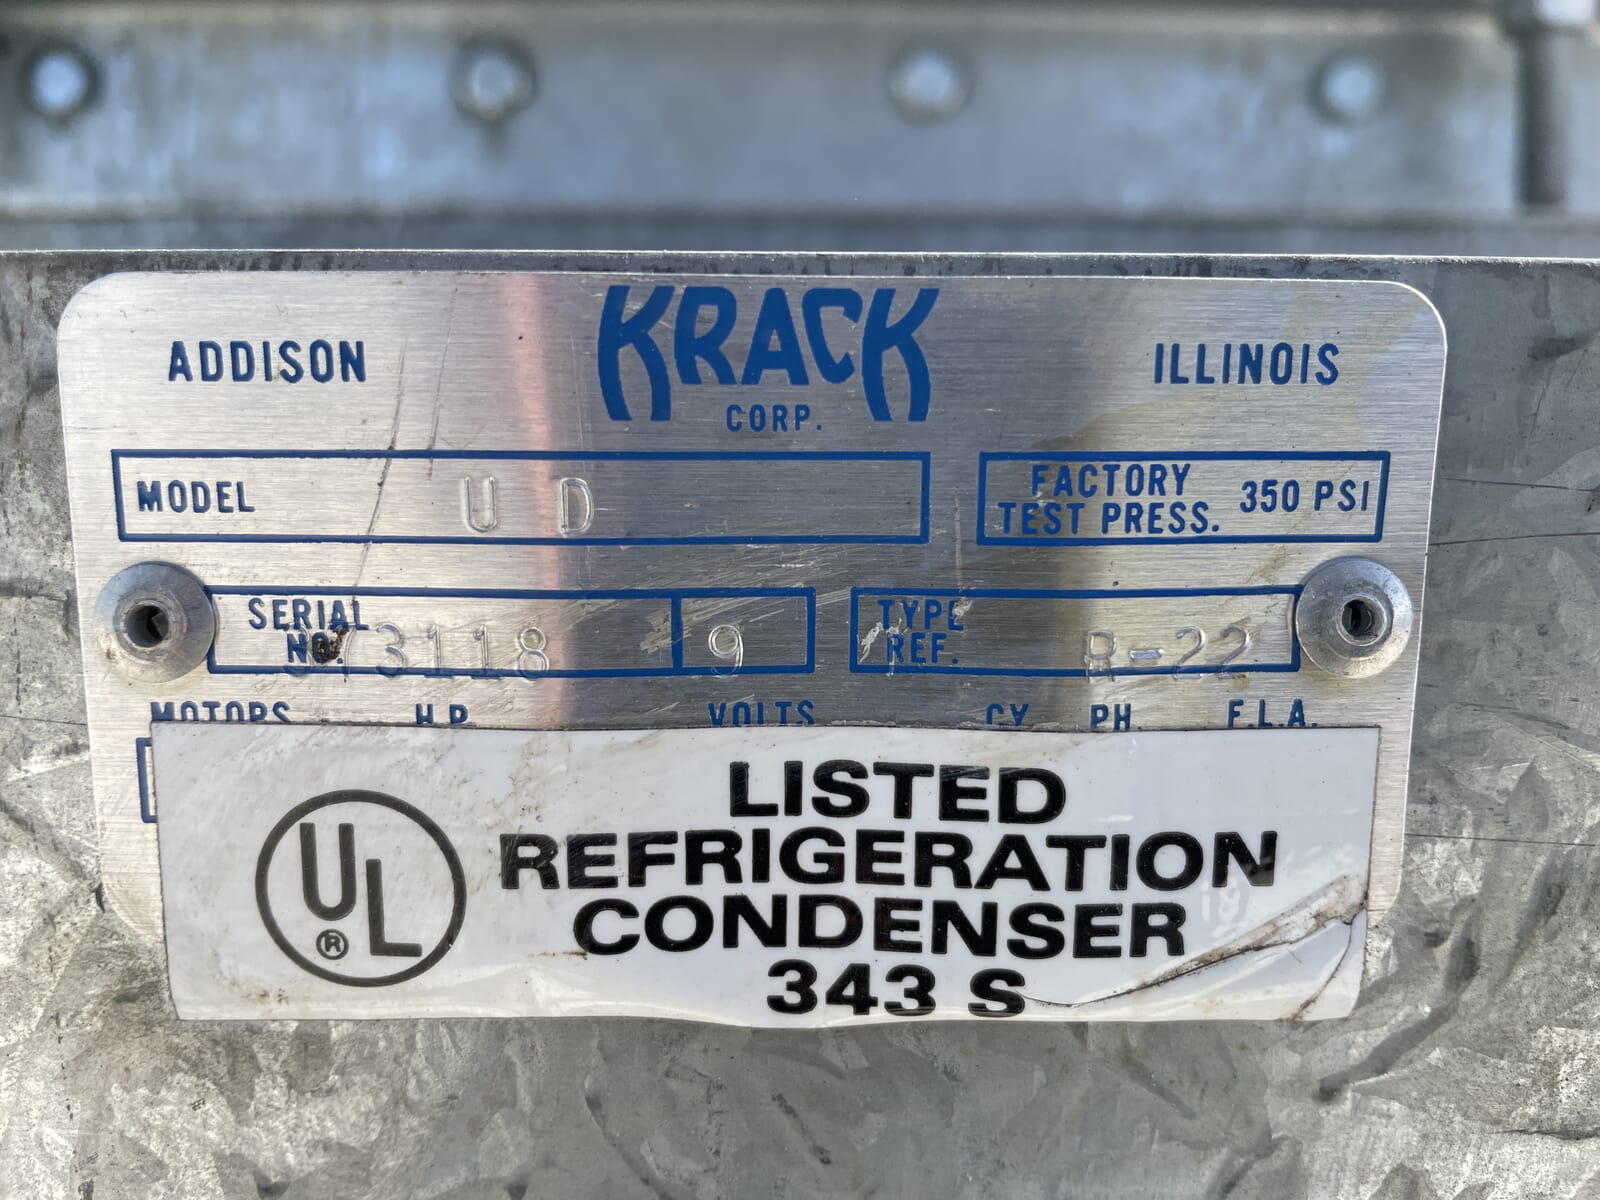 ADDISON KRACK ILLINOIS
CORP.
MODEL U D
FACTORY
TEST PRESS. 350 PSI
SERIAL
NO. 73118 9
TYPE
REF. R-22
MOTORS H.P. VOLTS CY. PH. F.L.A.
UL
®
LISTED
REFRIGERATION
CONDENSER
343 S